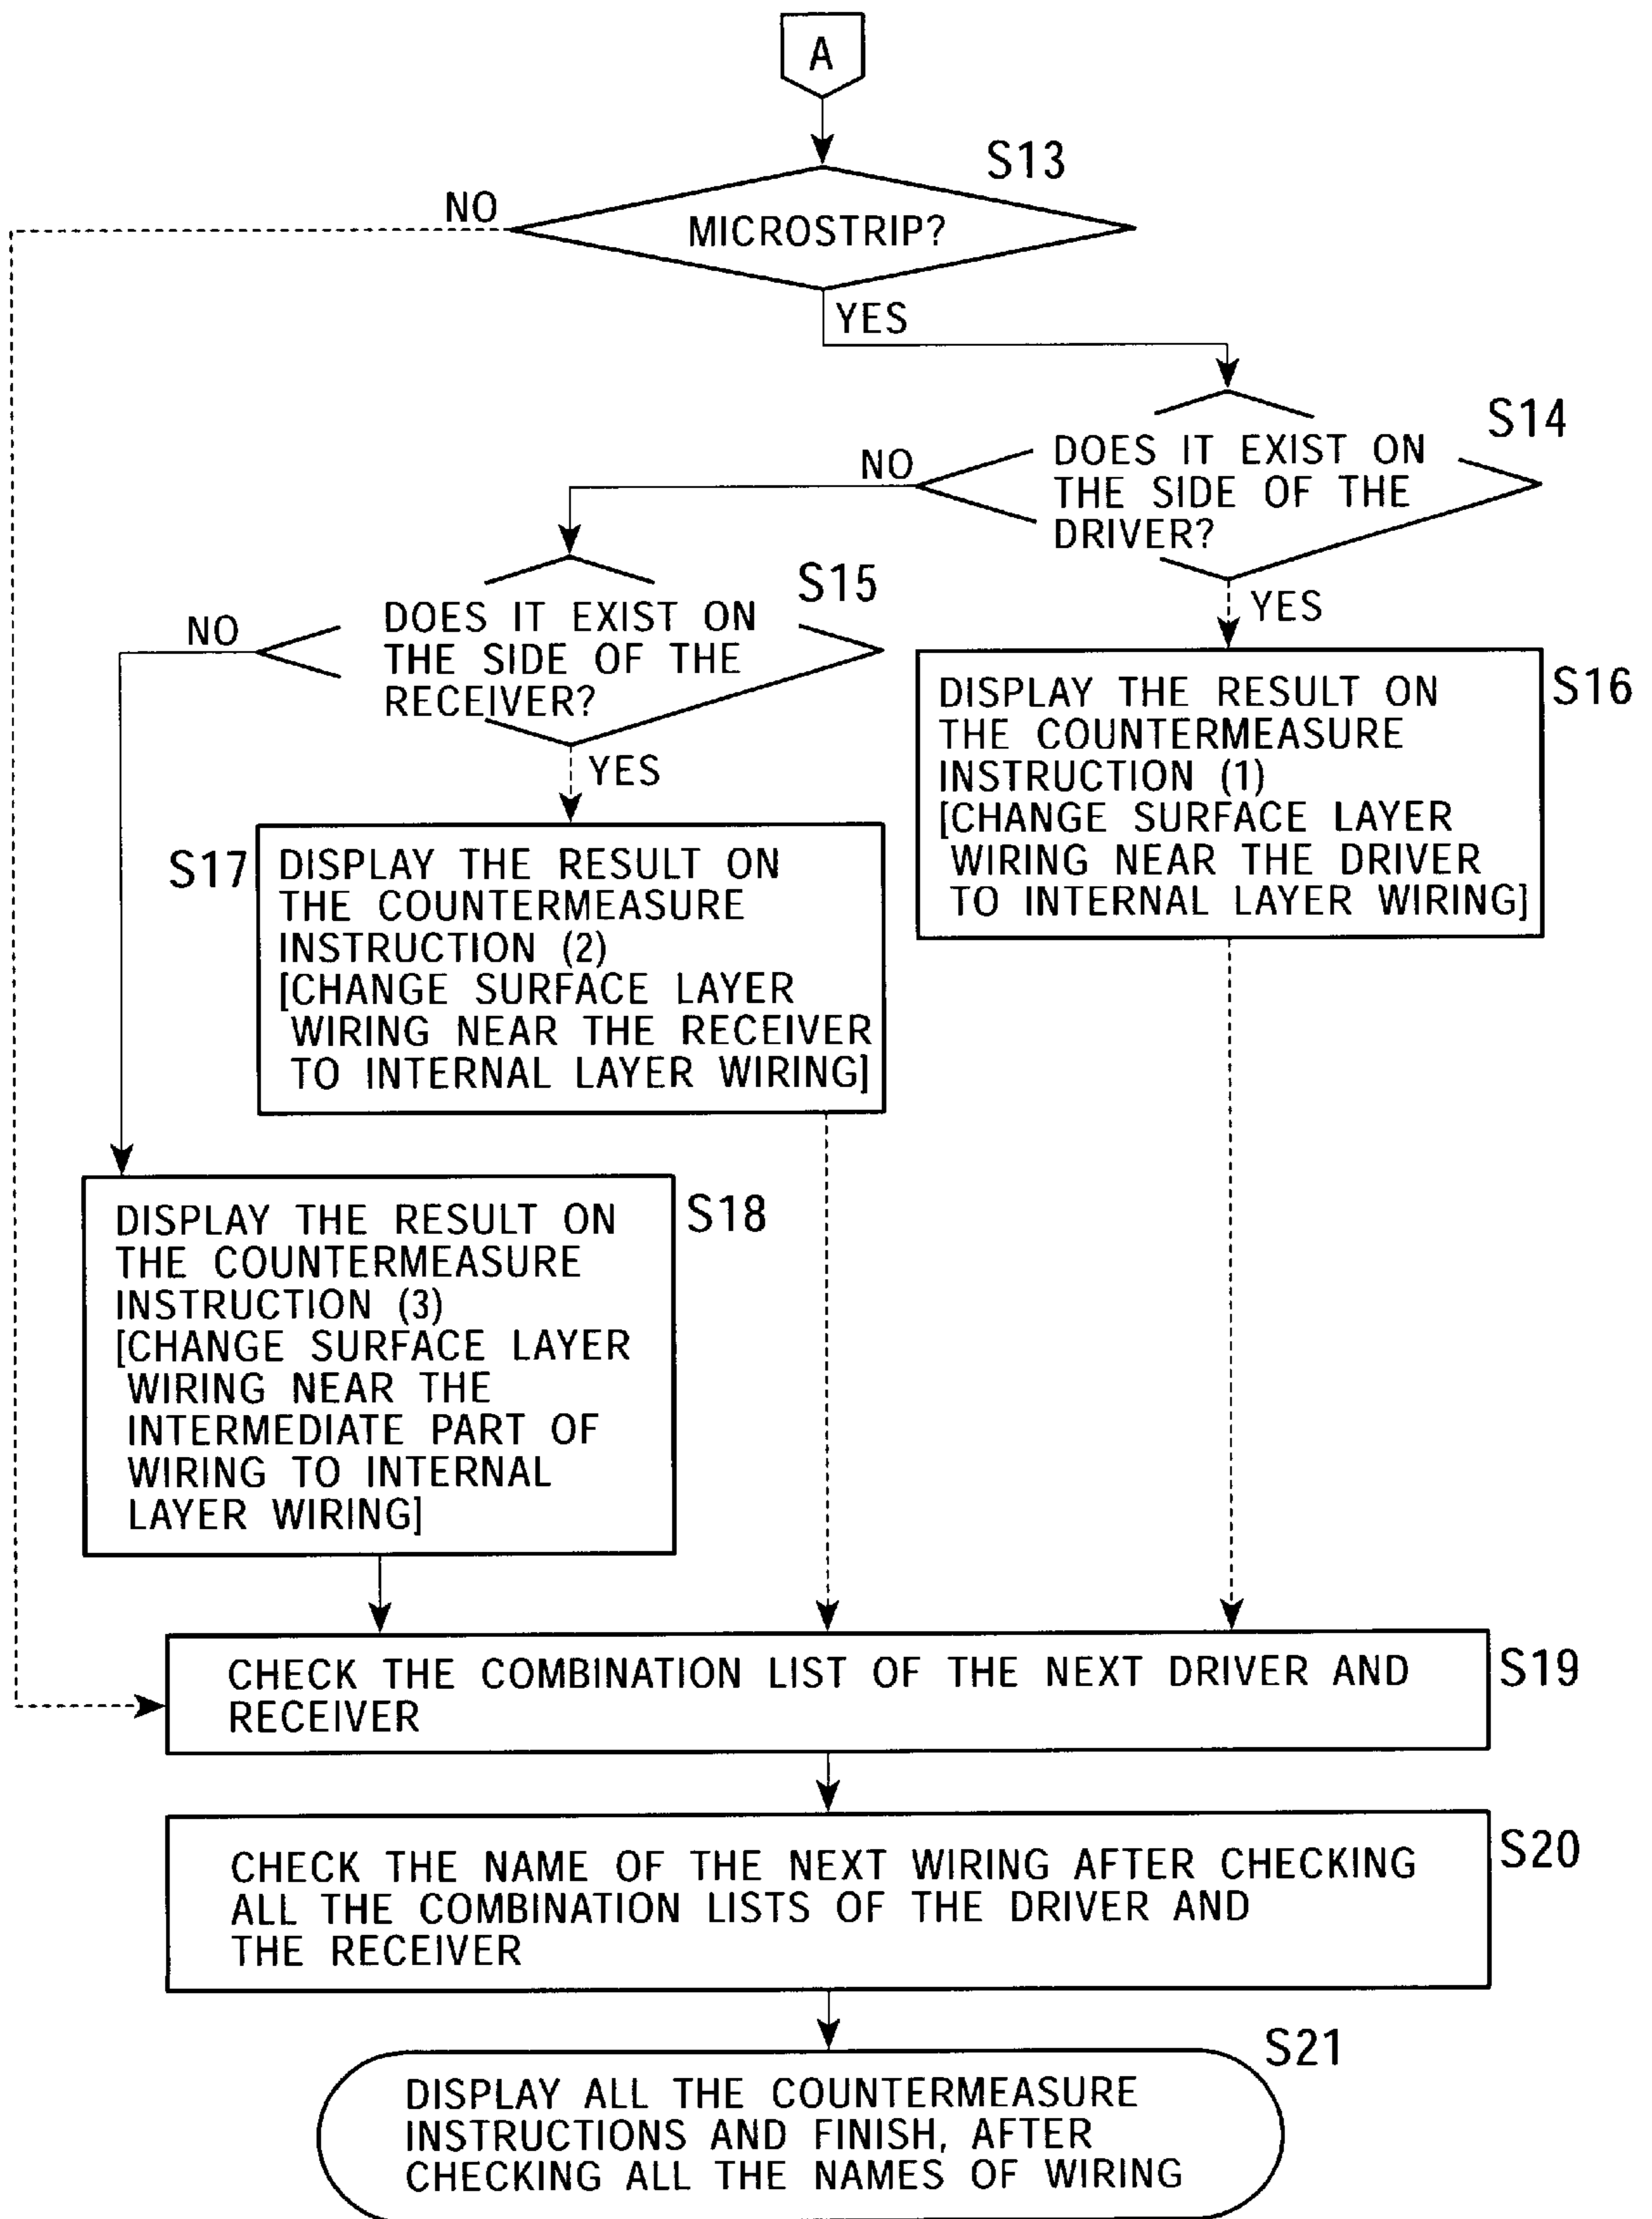 A
S13
NO
MICROSTRIP?
YES
S14
NO
DOES IT EXIST ON
THE SIDE OF THE
DRIVER?
YES
S15
NO
DOES IT EXIST ON
THE SIDE OF THE
RECEIVER?
YES
S16
DISPLAY THE RESULT ON
THE COUNTERMEASURE
INSTRUCTION (1)
[CHANGE SURFACE LAYER
WIRING NEAR THE DRIVER
TO INTERNAL LAYER WIRING]
S17
DISPLAY THE RESULT ON
THE COUNTERMEASURE
INSTRUCTION (2)
[CHANGE SURFACE LAYER
WIRING NEAR THE RECEIVER
TO INTERNAL LAYER WIRING]
S18
DISPLAY THE RESULT ON
THE COUNTERMEASURE
INSTRUCTION (3)
[CHANGE SURFACE LAYER
WIRING NEAR THE
INTERMEDIATE PART OF
WIRING TO INTERNAL
LAYER WIRING]
S19
CHECK THE COMBINATION LIST OF THE NEXT DRIVER AND
RECEIVER
S20
CHECK THE NAME OF THE NEXT WIRING AFTER CHECKING
ALL THE COMBINATION LISTS OF THE DRIVER AND
THE RECEIVER
S21
DISPLAY ALL THE COUNTERMEASURE
INSTRUCTIONS AND FINISH, AFTER
CHECKING ALL THE NAMES OF WIRING